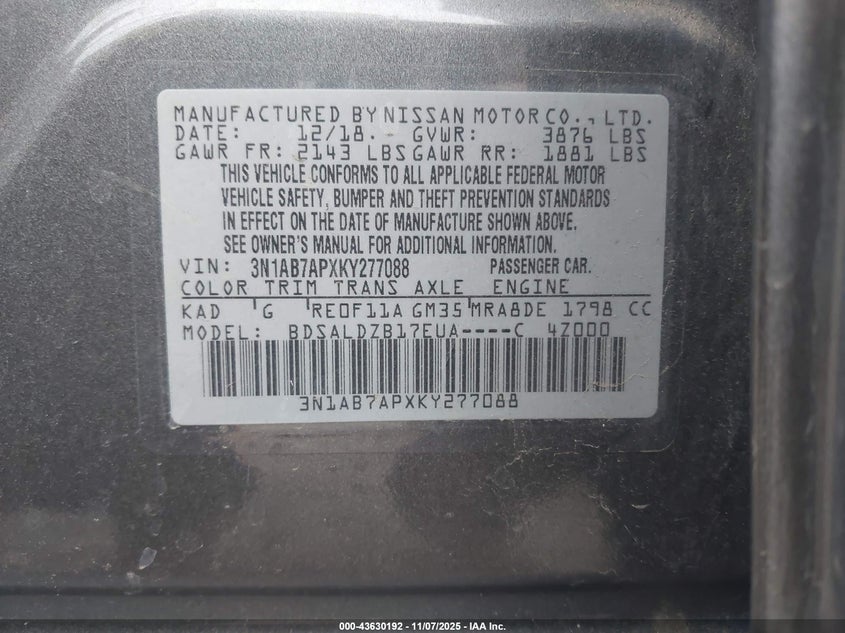 MANUFACTURED BY NISSAN MOTOR CO., LTD.
DATE: 12/18. GVWR: 3876 LBS
GAWR FR: 2143 LBS GAWR RR: 1881 LBS
THIS VEHICLE CONFORMS TO ALL APPLICABLE FEDERAL MOTOR
VEHICLE SAFETY, BUMPER AND THEFT PREVENTION STANDARDS
IN EFFECT ON THE DATE OF MANUFACTURE SHOWN ABOVE.
SEE OWNER'S MANUAL FOR ADDITIONAL INFORMATION.
VIN: 3N1AB7APXKY277088 PASSENGER CAR.
COLOR TRIM TRANS AXLE ENGINE
KAD G RE0F11A GM35 MRA8DE 1798 CC
MODEL: BDSALDZB17EUA----C 4Z000
3N1AB7APXKY277088
000-43630192 - 11/07/2025 - IAA Inc.